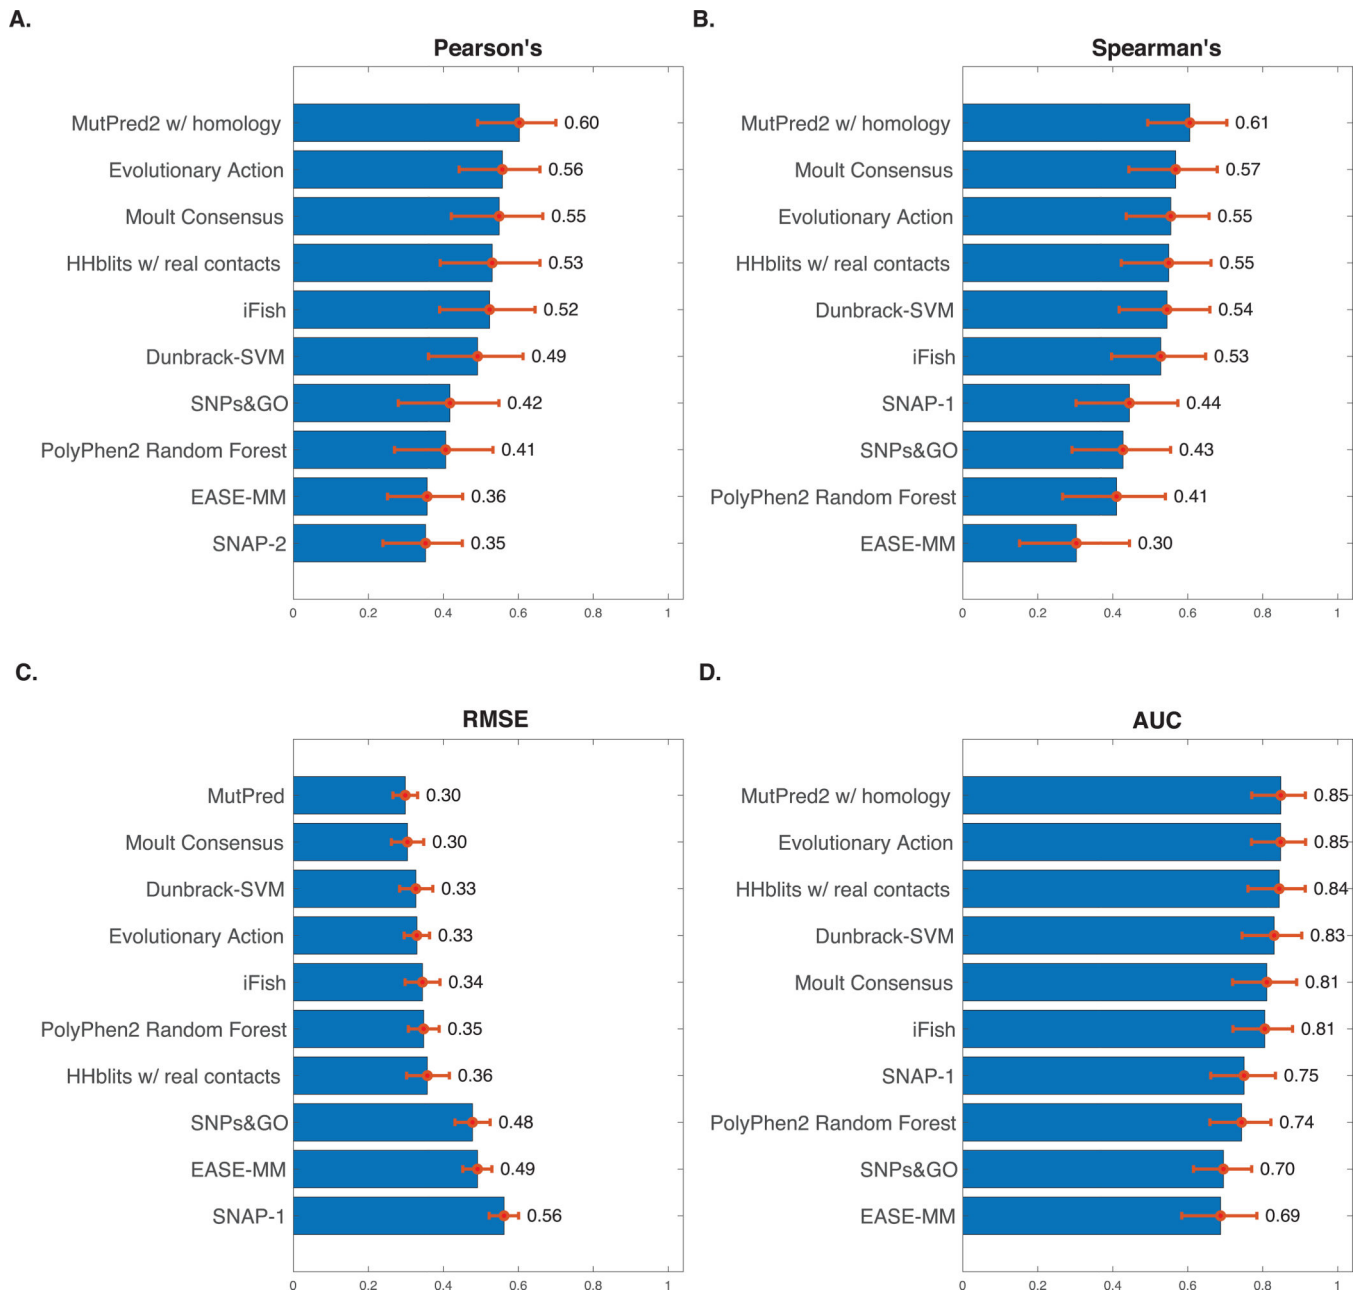 A.
Pearson's
MutPred2 w/ homology 0.60
Evolutionary Action 0.56
Moult Consensus 0.55
HHblits w/ real contacts 0.53
iFish 0.52
Dunbrack-SVM 0.49
SNPs&GO 0.42
PolyPhen2 Random Forest 0.41
EASE-MM 0.36
SNAP-2 0.35
0 0.2 0.4 0.6 0.8 1
B.
Spearman's
MutPred2 w/ homology 0.61
Moult Consensus 0.57
Evolutionary Action 0.55
HHblits w/ real contacts 0.55
Dunbrack-SVM 0.54
iFish 0.53
SNAP-1 0.44
SNPs&GO 0.43
PolyPhen2 Random Forest 0.41
EASE-MM 0.30
0 0.2 0.4 0.6 0.8 1
C.
RMSE
MutPred 0.30
Moult Consensus 0.30
Dunbrack-SVM 0.33
Evolutionary Action 0.33
iFish 0.34
PolyPhen2 Random Forest 0.35
HHblits w/ real contacts 0.36
SNPs&GO 0.48
EASE-MM 0.49
SNAP-1 0.56
0 0.2 0.4 0.6 0.8 1
D.
AUC
MutPred2 w/ homology 0.85
Evolutionary Action 0.85
HHblits w/ real contacts 0.84
Dunbrack-SVM 0.83
Moult Consensus 0.81
iFish 0.81
SNAP-1 0.75
PolyPhen2 Random Forest 0.74
SNPs&GO 0.70
EASE-MM 0.69
0 0.2 0.4 0.6 0.8 1